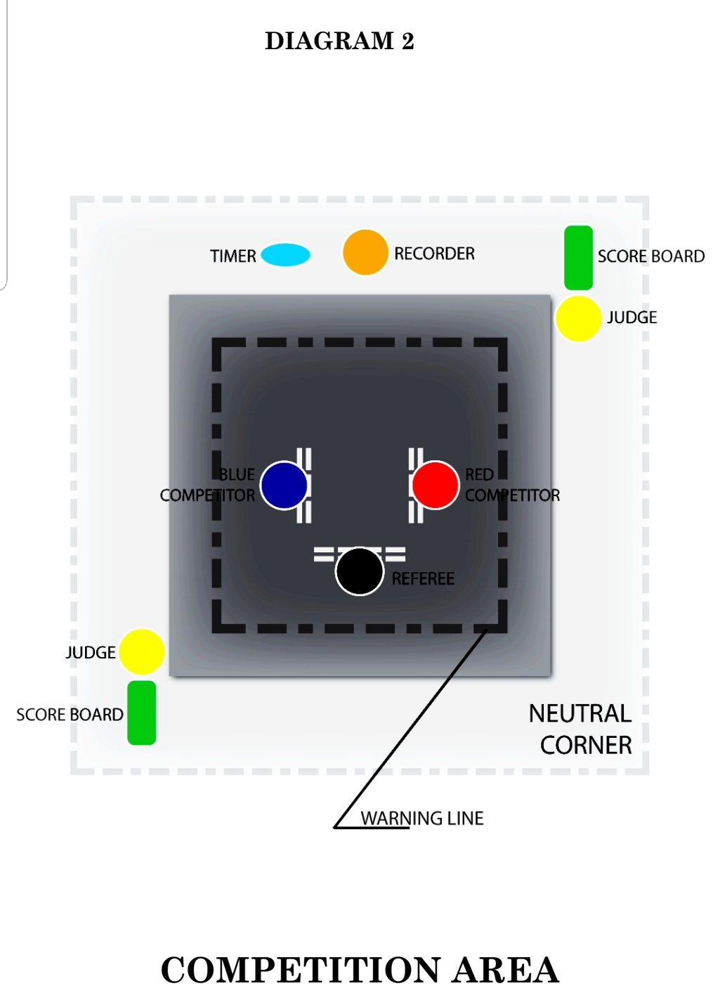 DIAGRAM 2
TIMER
RECORDER
SCORE BOARD
JUDGE
BLUE
COMPETITOR
RED
COMPETITOR
REFEREE
JUDGE
SCORE BOARD
NEUTRAL
CORNER
WARNING LINE
COMPETITION AREA